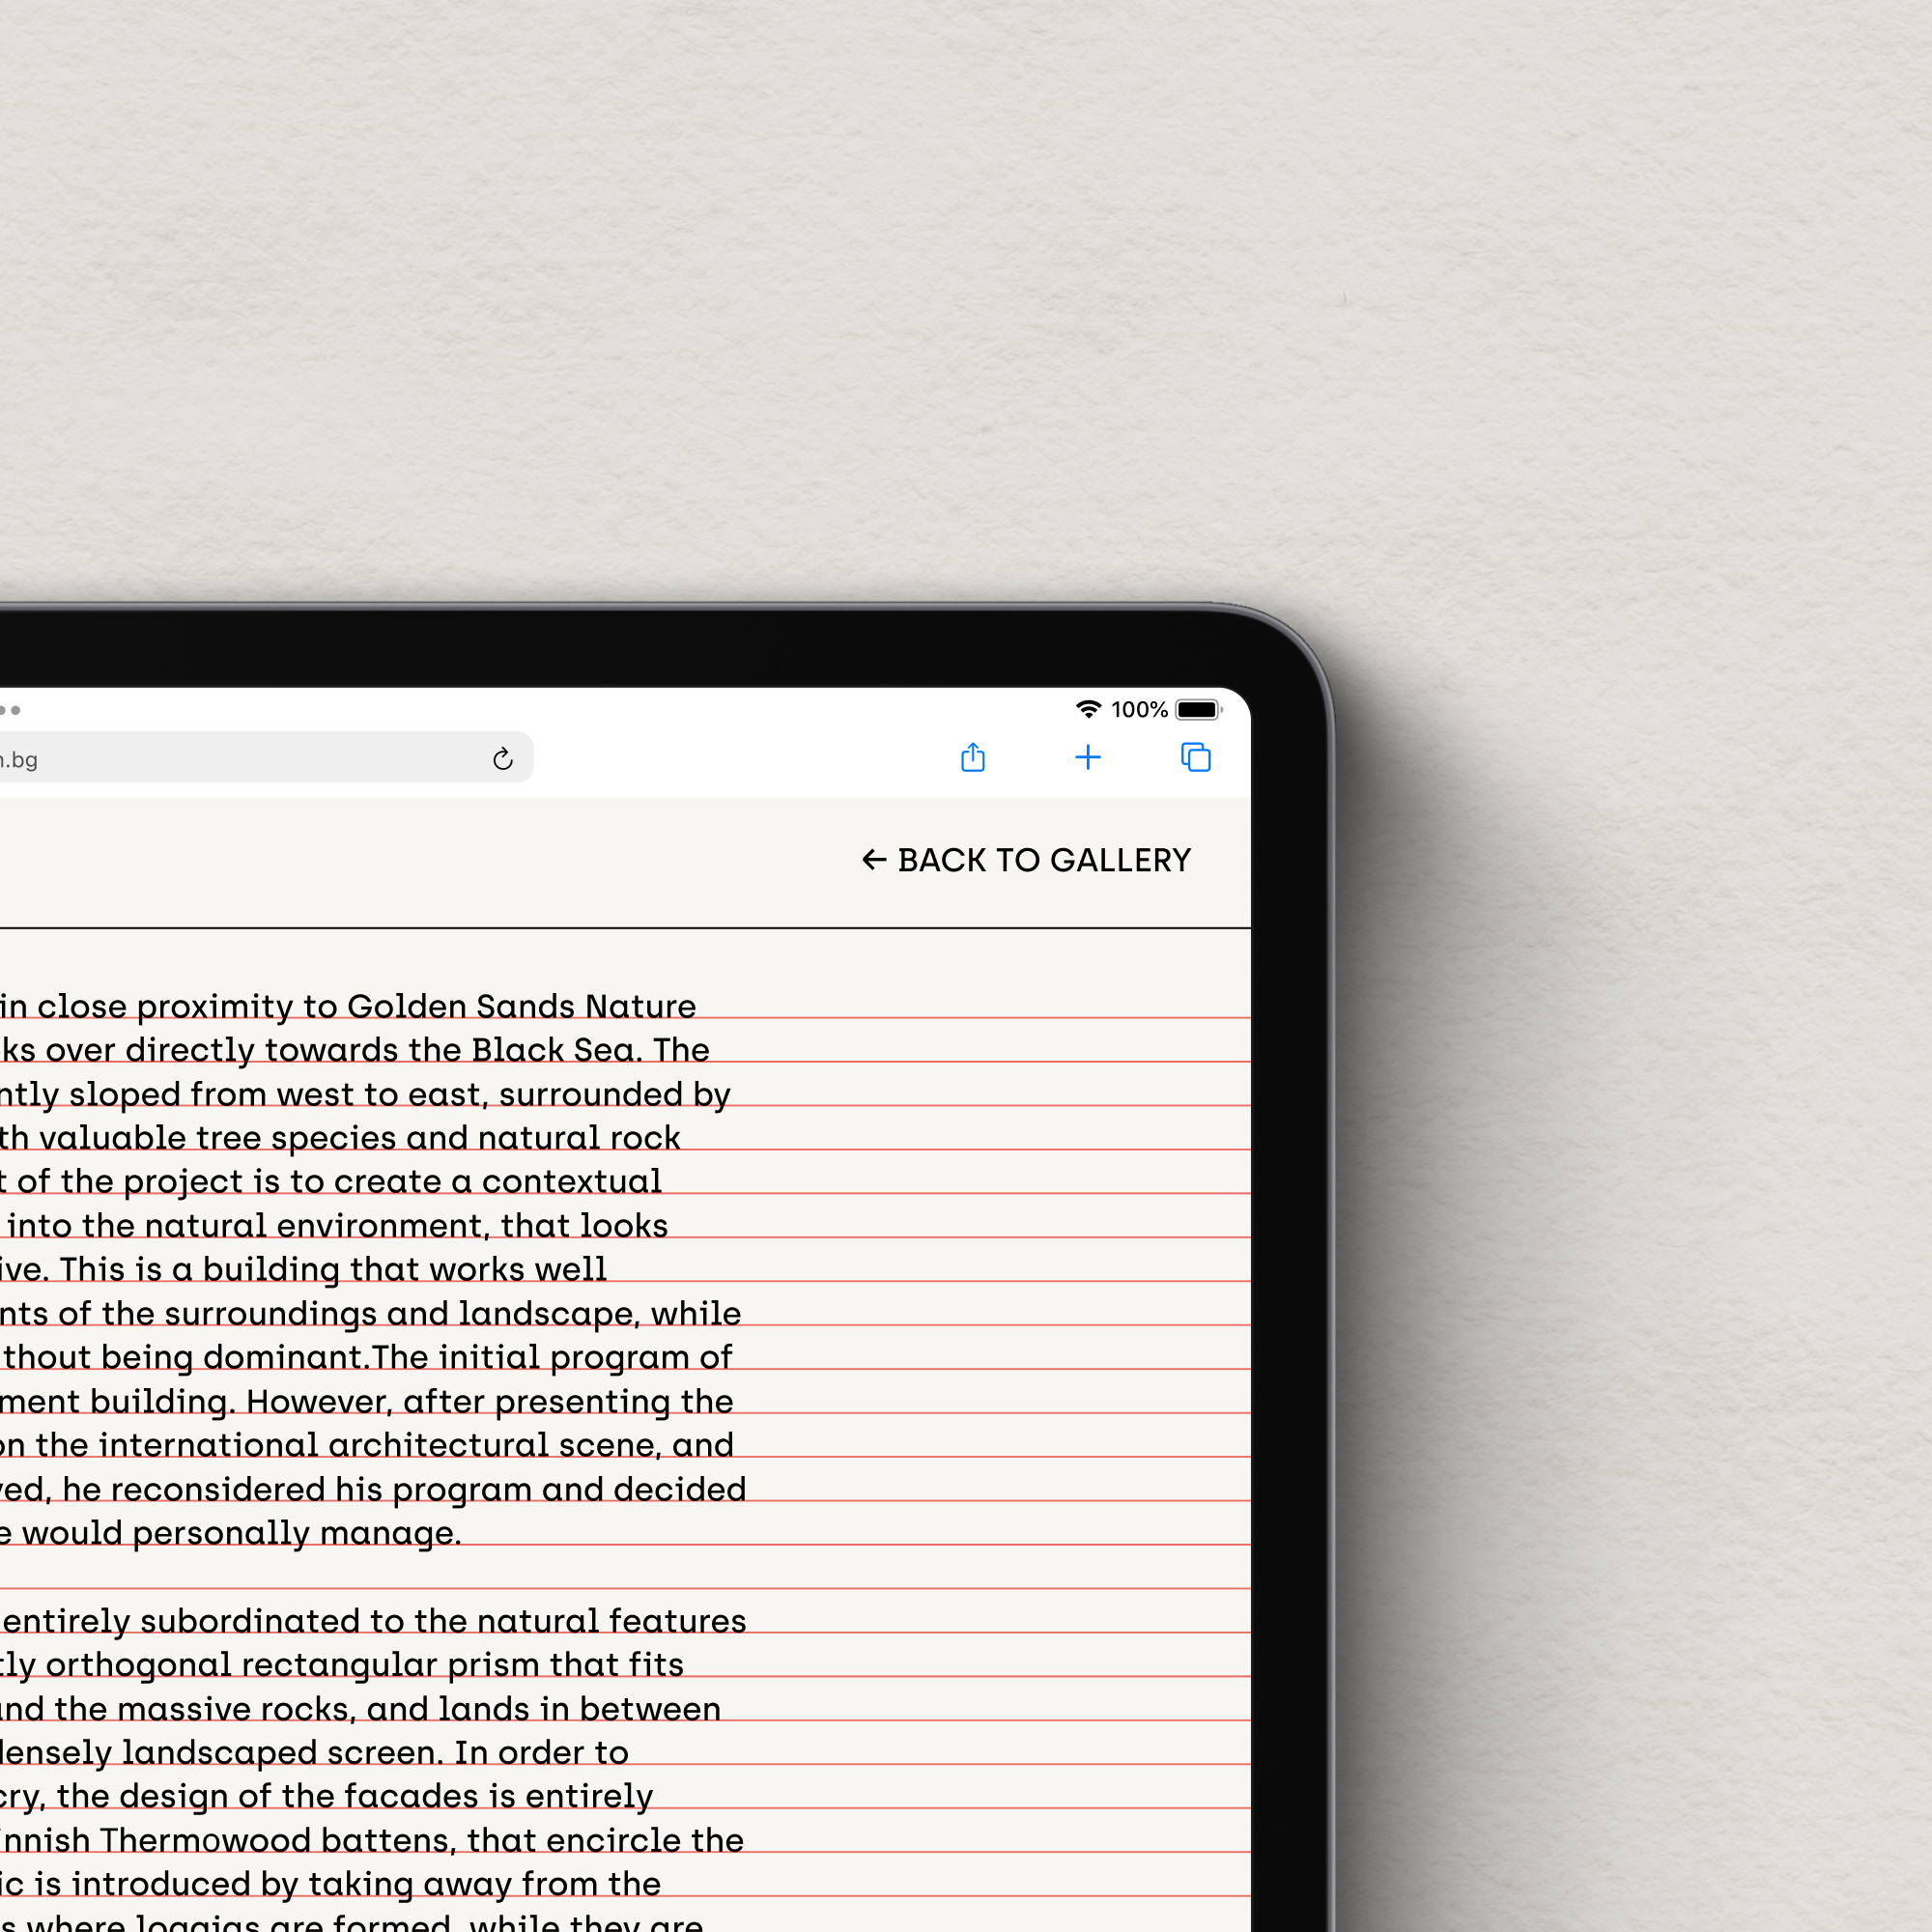 100%
.bg
← BACK TO GALLERY
in close proximity to Golden Sands Nature
ks over directly towards the Black Sea. The
ntly sloped from west to east, surrounded by
th valuable tree species and natural rock
t of the project is to create a contextual
into the natural environment, that looks
ive. This is a building that works well
nts of the surroundings and landscape, while
thout being dominant.The initial program of
ment building. However, after presenting the
on the international architectural scene, and
ved, he reconsidered his program and decided
e would personally manage.
entirely subordinated to the natural features
tly orthogonal rectangular prism that fits
and the massive rocks, and lands in between
densely landscaped screen. In order to
cry, the design of the facades is entirely
nnish Thermowood battens, that encircle the
ic is introduced by taking away from the
s where loggias are formed, while they are